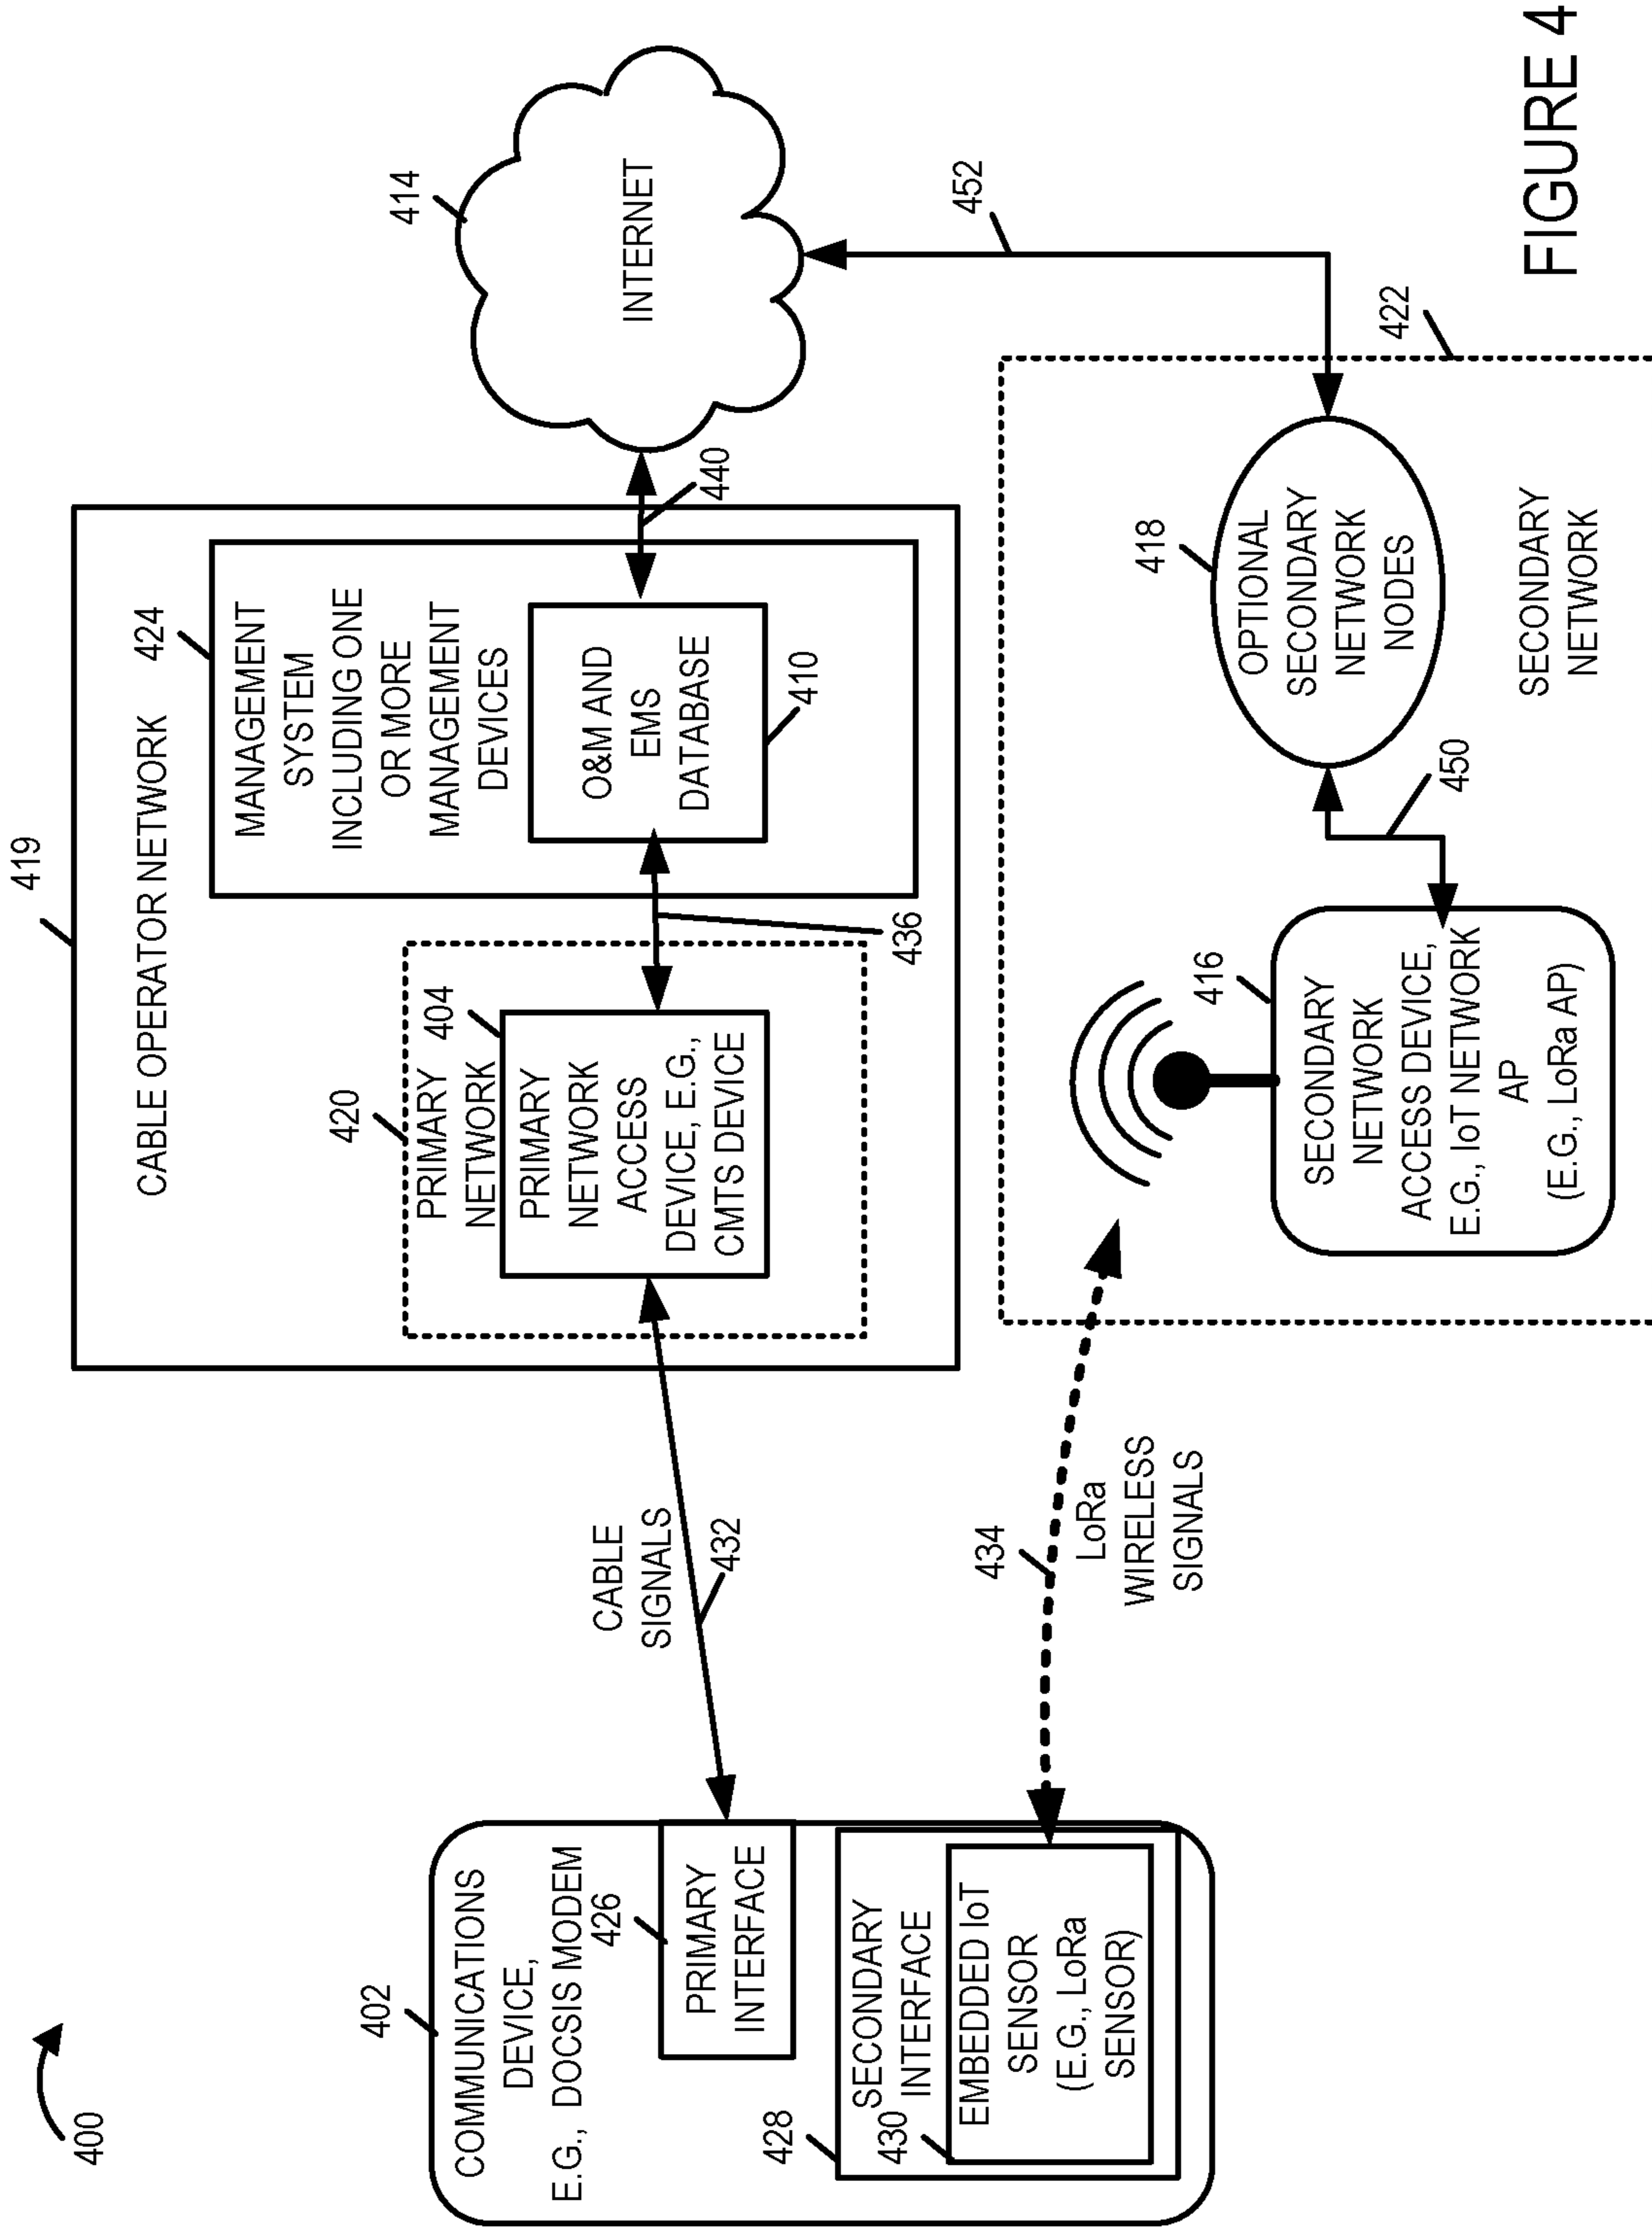 400
402
COMMUNICATIONS
DEVICE,
E.G., DOCSIS MODEM
426
PRIMARY
INTERFACE
428
SECONDARY
INTERFACE
430
EMBEDDED IoT
SENSOR
(E.G., LoRa
SENSOR)
CABLE
SIGNALS
432
434
LoRa
WIRELESS
SIGNALS
419
CABLE OPERATOR NETWORK
420
PRIMARY
NETWORK
404
PRIMARY
NETWORK
ACCESS
DEVICE, E.G.,
CMTS DEVICE
436
424
MANAGEMENT
SYSTEM
INCLUDING ONE
OR MORE
MANAGEMENT
DEVICES
O&M AND
EMS
DATABASE
410
440
414
INTERNET
452
422
416
SECONDARY
NETWORK
ACCESS DEVICE,
E.G., IoT NETWORK
AP
(E.G., LoRa AP)
450
418
OPTIONAL
SECONDARY
NETWORK
NODES
SECONDARY
NETWORK
FIGURE 4